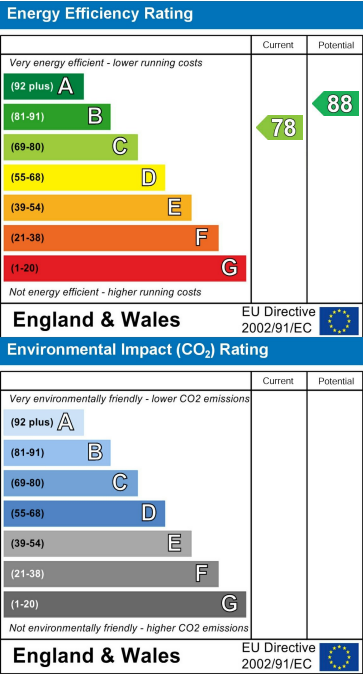 Energy Efficiency Rating
Current Potential
Very energy efficient - lower running costs
(92 plus) A
(81-91) B
(69-80) C
(55-68) D
(39-54) E
(21-38) F
(1-20) G
78
88
Not energy efficient - higher running costs
England & Wales
EU Directive
2002/91/EC
Environmental Impact (CO₂) Rating
Current Potential
Very environmentally friendly - lower CO2 emissions
(92 plus) A
(81-91) B
(69-80) C
(55-68) D
(39-54) E
(21-38) F
(1-20) G
Not environmentally friendly - higher CO2 emissions
England & Wales
EU Directive
2002/91/EC